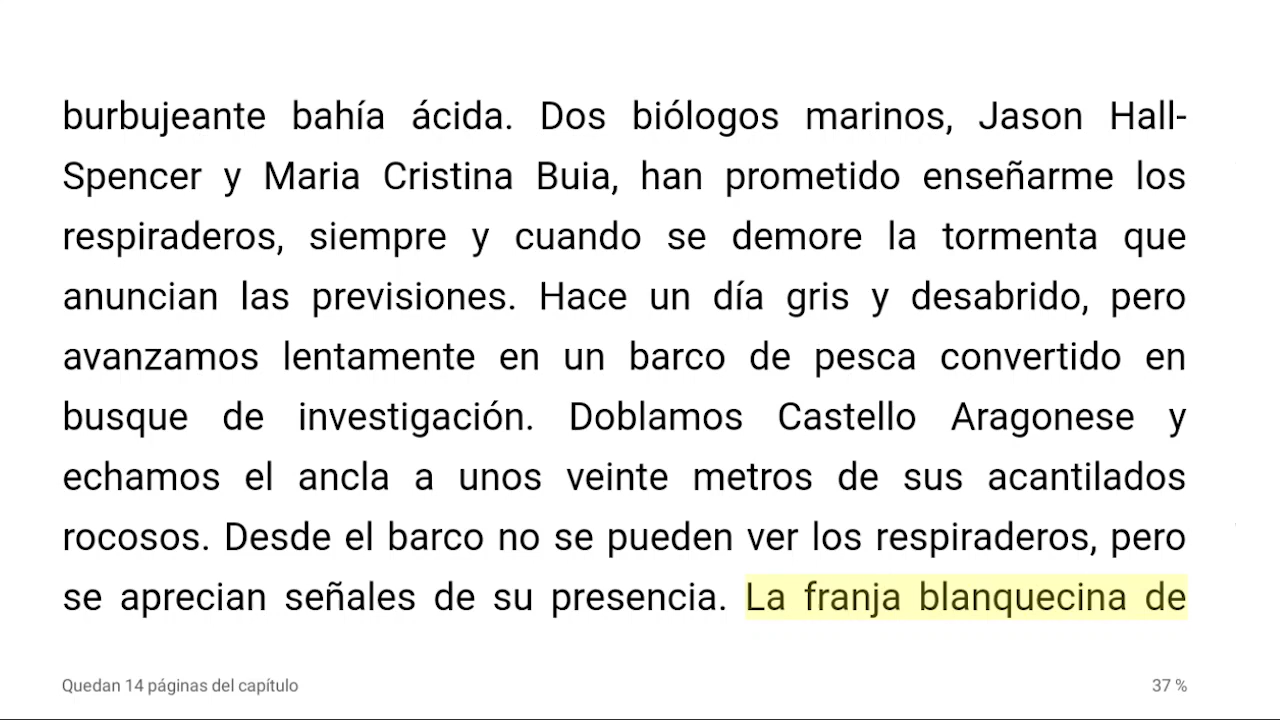 burbujeante bahía ácida. Dos biólogos marinos, Jason Hall-
Spencer y Maria Cristina Buia, han prometido enseñarme los
respiraderos, siempre y cuando se demore la tormenta que
anuncian las previsiones. Hace un día gris y desabrido, pero
avanzamos lentamente en un barco de pesca convertido en
busque de investigación. Doblamos Castello Aragonese y
echamos el ancla a unos veinte metros de sus acantilados
rocosos. Desde el barco no se pueden ver los respiraderos, pero
se aprecian señales de su presencia. La franja blanquecina de
Quedan 14 páginas del capítulo
37 %